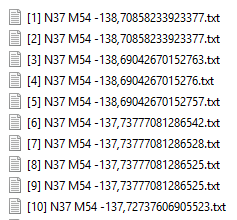 [1] N37 M54 -138,70858233923377.txt
[2] N37 M54 -138,70858233923377.txt
[3] N37 M54 -138,69042670152763.txt
[4] N37 M54 -138,6904267015276.txt
[5] N37 M54 -138,69042670152757.txt
[6] N37 M54 -137,73777081286542.txt
[7] N37 M54 -137,73777081286528.txt
[8] N37 M54 -137,73777081286525.txt
[9] N37 M54 -137,73777081286525.txt
[10] N37 M54 -137,72737606905523.txt